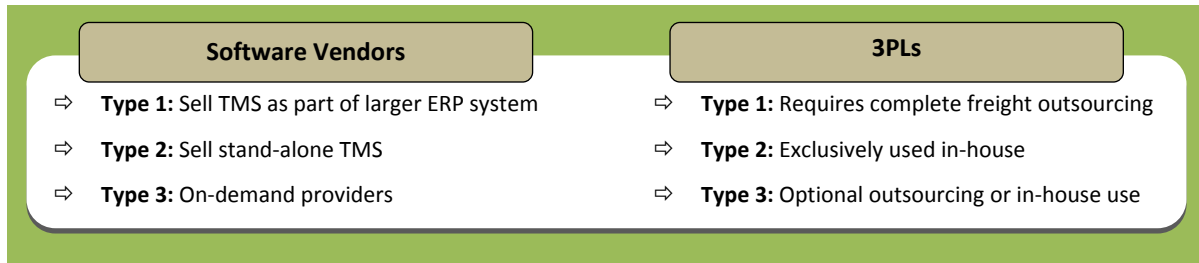 Software Vendors
⇨ Type 1: Sell TMS as part of larger ERP system
⇨ Type 2: Sell stand-alone TMS
⇨ Type 3: On-demand providers
3PLs
⇨ Type 1: Requires complete freight outsourcing
⇨ Type 2: Exclusively used in-house
⇨ Type 3: Optional outsourcing or in-house use